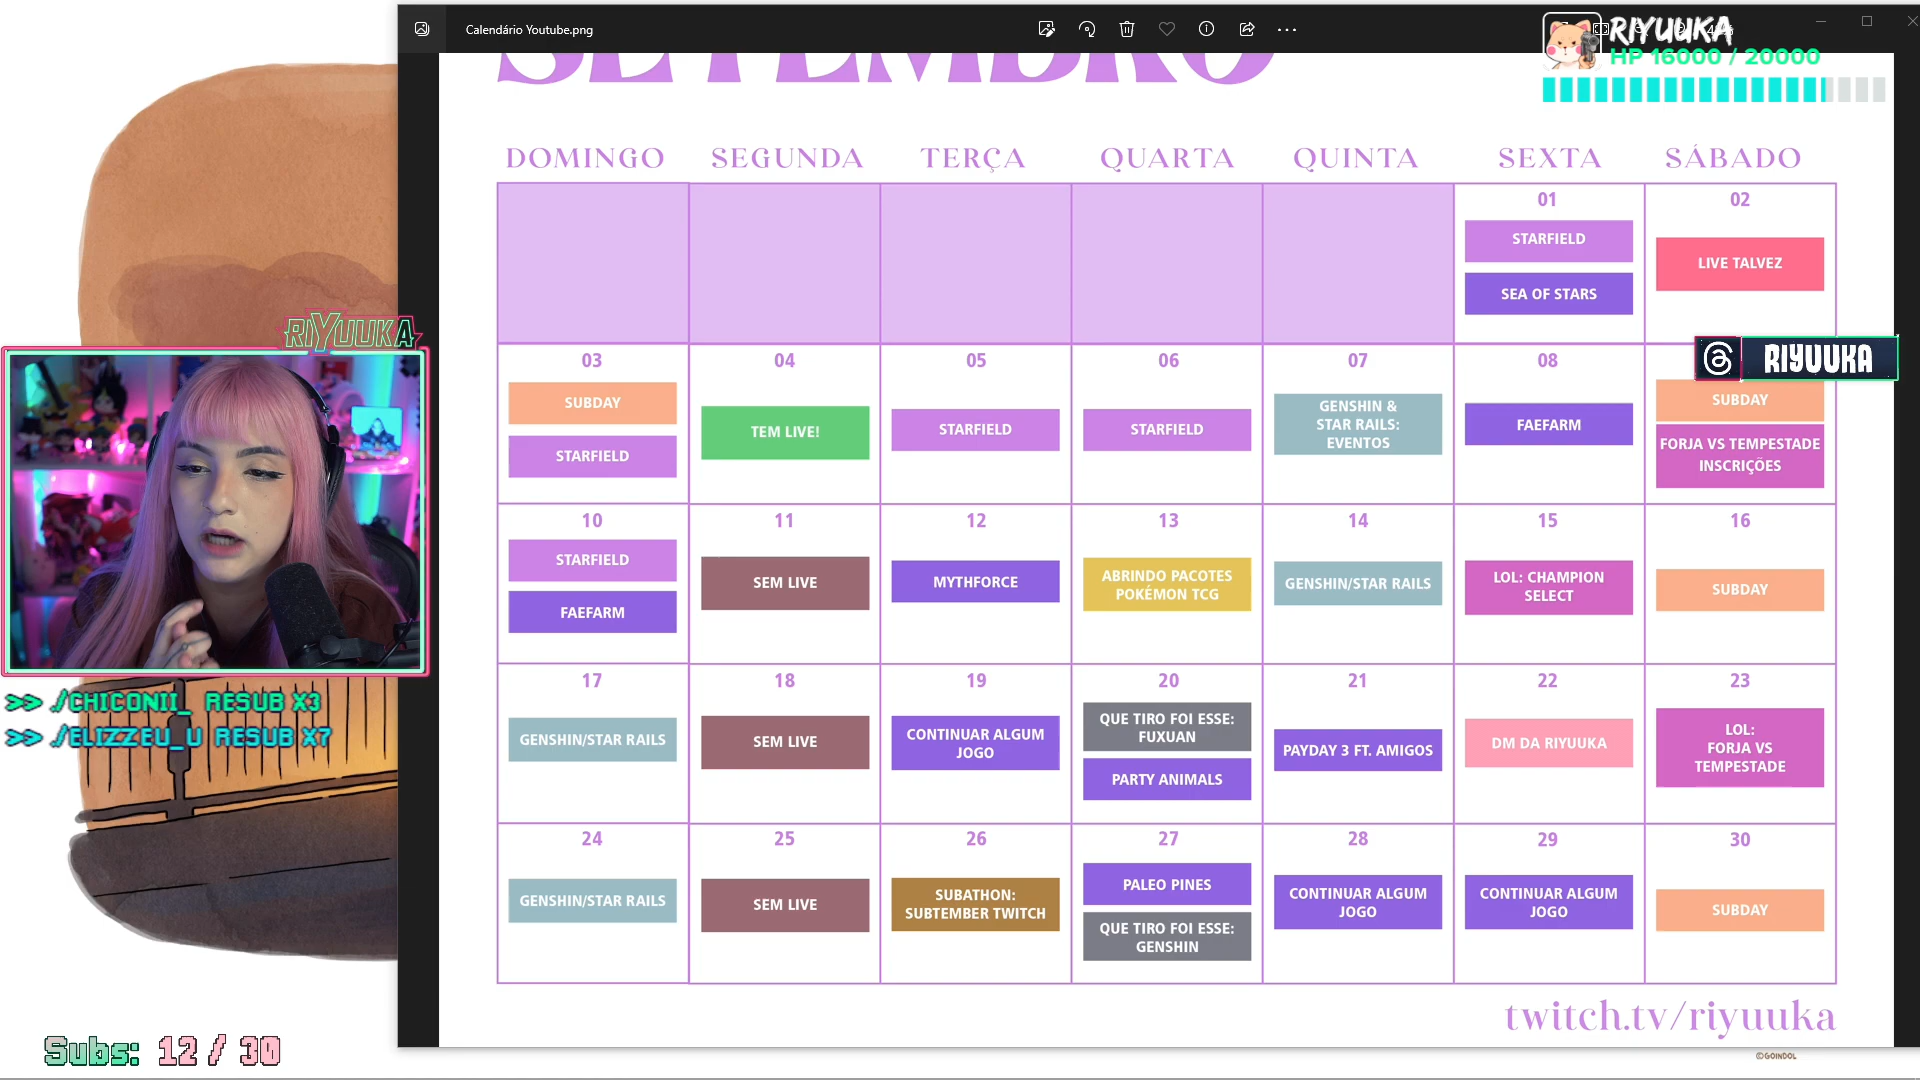 Calendário Youtube.png
RIYUUKA
HP 16000 / 20000
SETEMBRO
DOMINGO SEGUNDA TERÇA QUARTA QUINTA SEXTA SÁBADO
01
STARFIELD
SEA OF STARS
02
LIVE TALVEZ
RIYUUKA
03
SUBDAY
STARFIELD
04
TEM LIVE!
05
STARFIELD
06
STARFIELD
07
GENSHIN &
STAR RAILS:
EVENTOS
08
FAEFARM
SUBDAY
FORJA VS TEMPESTADE
INSCRIÇÕES
10
STARFIELD
FAEFARM
11
SEM LIVE
12
MYTHFORCE
13
ABRINDO PACOTES
POKÉMON TCG
14
GENSHIN/STAR RAILS
15
LOL: CHAMPION
SELECT
16
SUBDAY
17
GENSHIN/STAR RAILS
18
SEM LIVE
19
CONTINUAR ALGUM
JOGO
20
QUE TIRO FOI ESSE:
FUXUAN
PARTY ANIMALS
21
PAYDAY 3 FT. AMIGOS
22
DM DA RIYUUKA
23
LOL:
FORJA VS
TEMPESTADE
24
GENSHIN/STAR RAILS
25
SEM LIVE
26
SUBATHON:
SUBTEMBER TWITCH
27
PALEO PINES
QUE TIRO FOI ESSE:
GENSHIN
28
CONTINUAR ALGUM
JOGO
29
CONTINUAR ALGUM
JOGO
30
SUBDAY
twitch.tv/riyuuka
©GOINDOL
RIYUUKA
>> ./CHICONII_ RESUB X3
>> ./ELIZZEU_U RESUB X7
Subs: 12 / 30